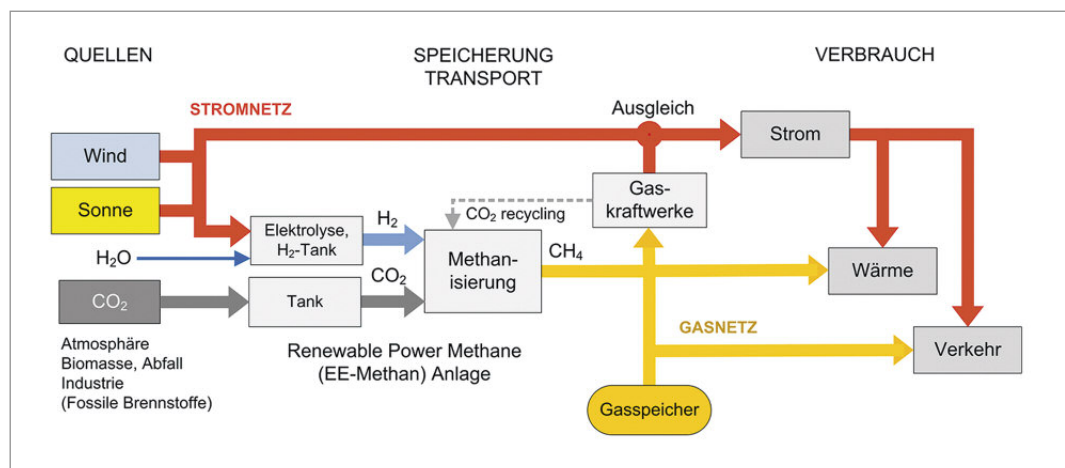 QUELLEN
SPEICHERUNG
TRANSPORT
VERBRAUCH
STROMNETZ
Ausgleich
Wind
Strom
Sonne
Gas-
kraftwerke
CO₂ recycling
Elektrolyse,
H₂-Tank
H₂
H₂O
Methan-
isierung
CH₄
Wärme
CO₂
Tank
CO₂
GASNETZ
Verkehr
Atmosphäre
Biomasse, Abfall
Industrie
(Fossile Brennstoffe)
Renewable Power Methane
(EE-Methan) Anlage
Gasspeicher